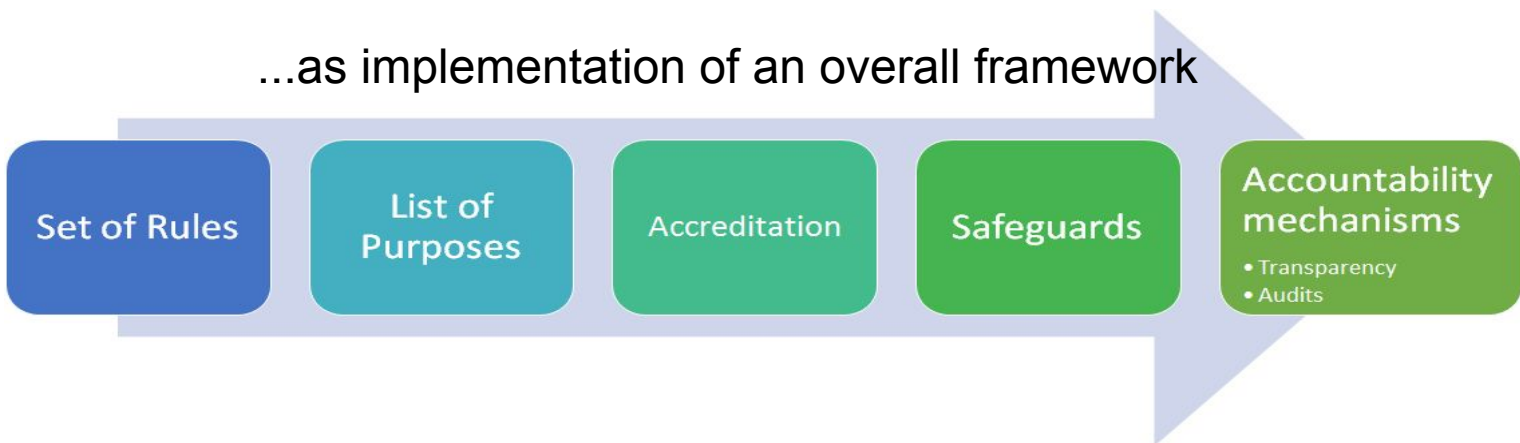 ...as implementation of an overall framework
Set of Rules
List of
Purposes
Accreditation
Safeguards
Accountability
mechanisms
• Transparency
• Audits